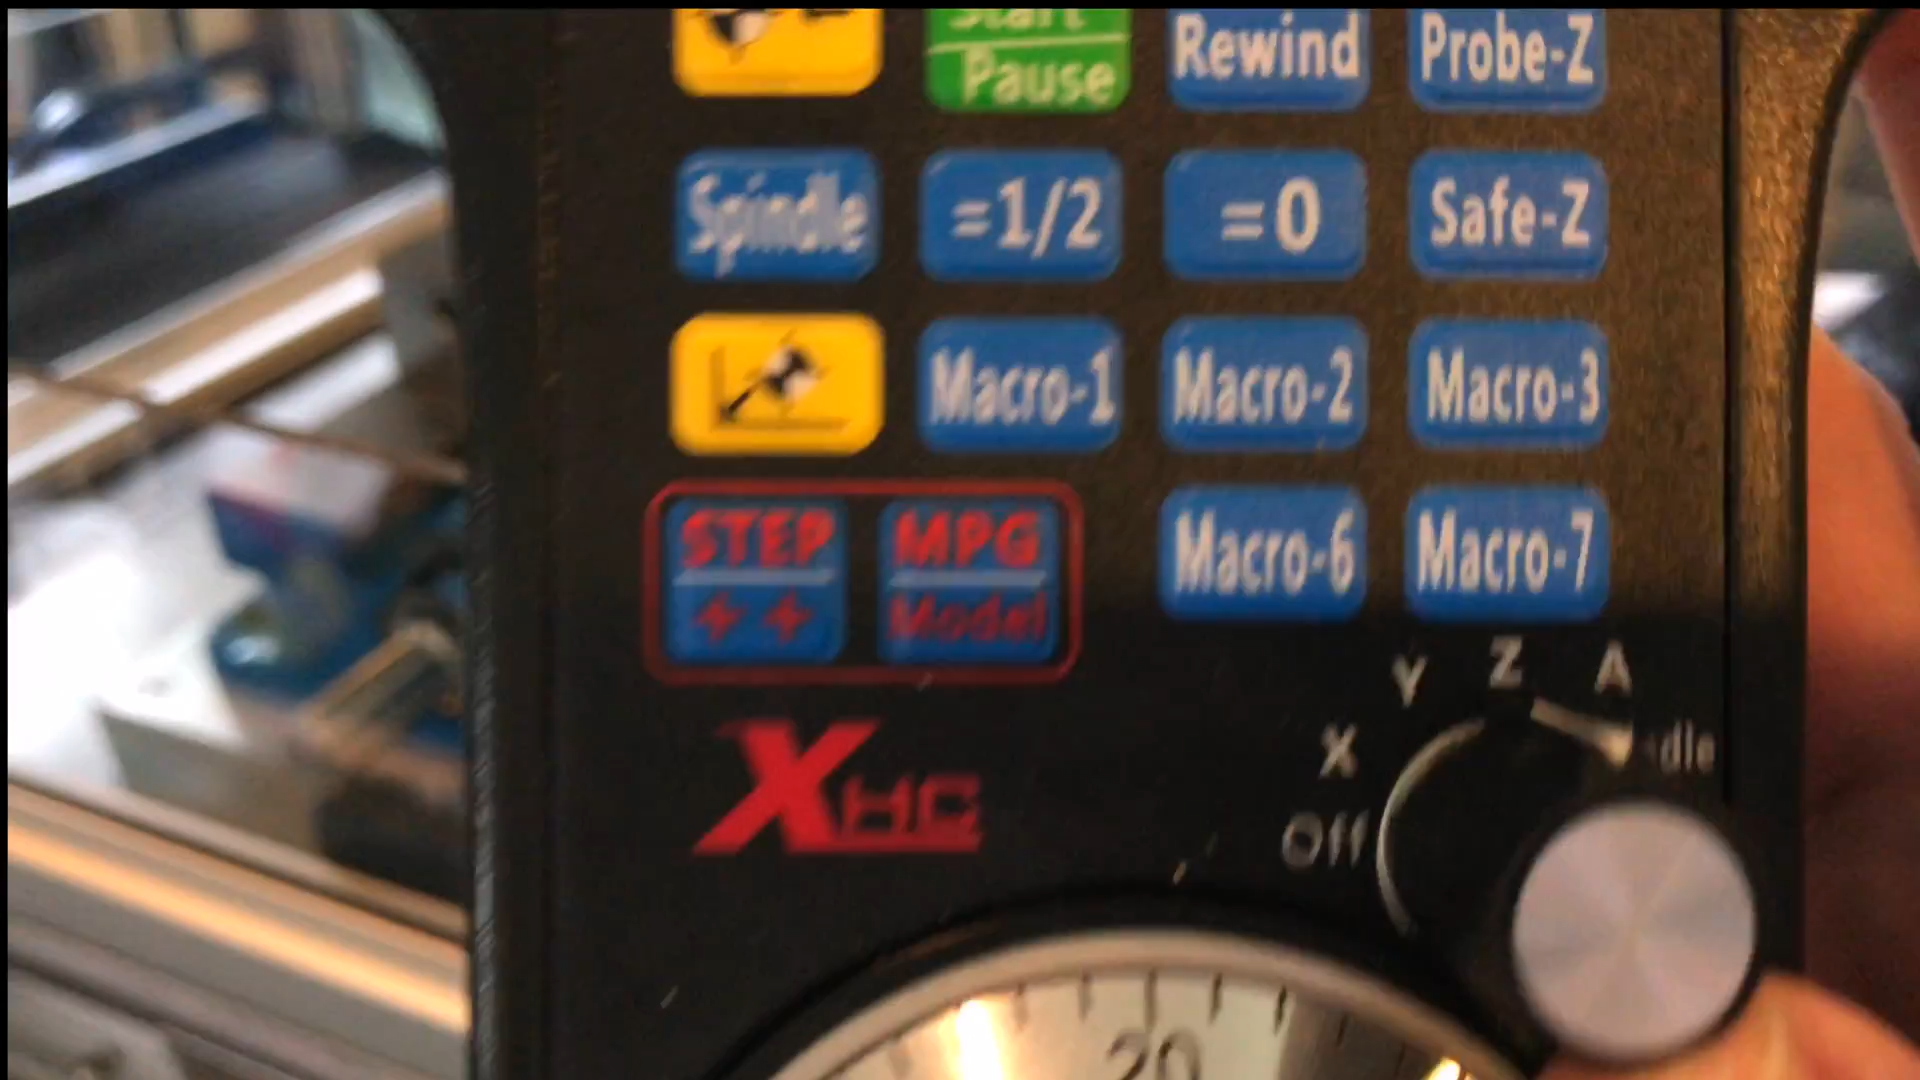 Start
Pause
Rewind
Probe-Z
Spindle
=1/2
=0
Safe-Z
Macro-1
Macro-2
Macro-3
STEP
MPG
Model
Macro-6
Macro-7
X
Y
Z
A
Off
XHC
20